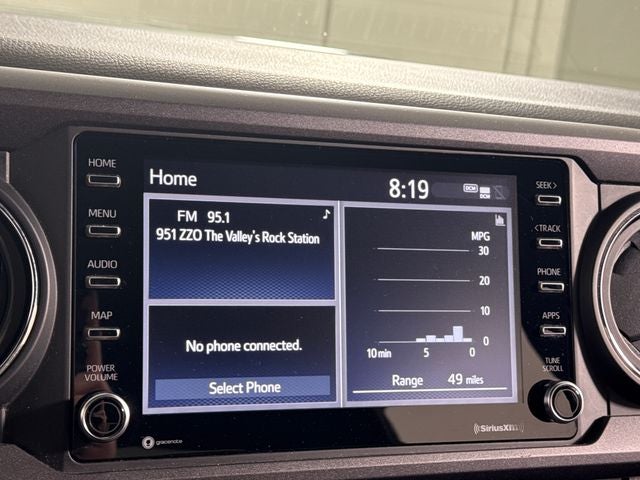 HOME
MENU
AUDIO
MAP
POWER
VOLUME
Home
8:19
DCM
DCM
FM 95.1
951 ZZO The Valley's Rock Station
No phone connected.
Select Phone
MPG
30
20
10
0
10 min 5 0
Range 49 miles
SEEK>
<TRACK
PHONE
APPS
TUNE
SCROLL
gracenote
SiriusXM